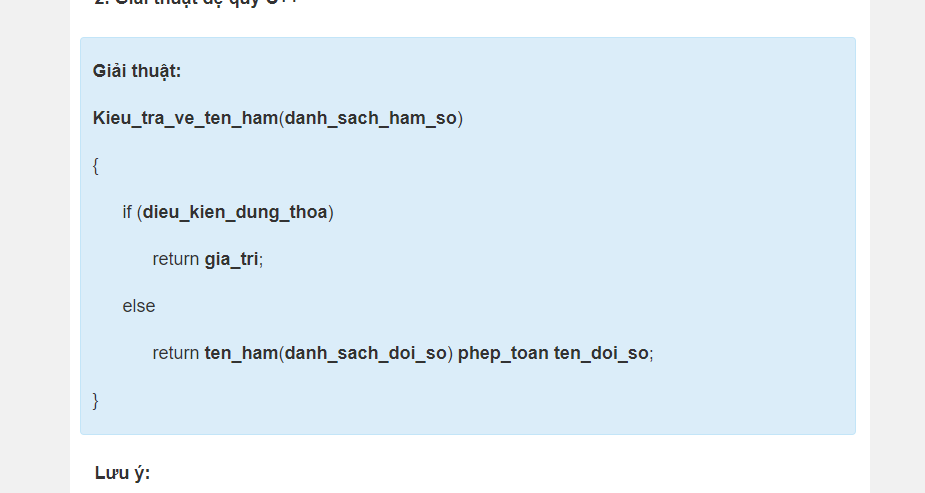 2. Giải thuật đệ quy C++
Giải thuật:
Kieu_tra_ve_ten_ham(danh_sach_ham_so)
{
if (dieu_kien_dung_thoa)
return gia_tri;
else
return ten_ham(danh_sach_doi_so) phep_toan ten_doi_so;
}
Lưu ý: